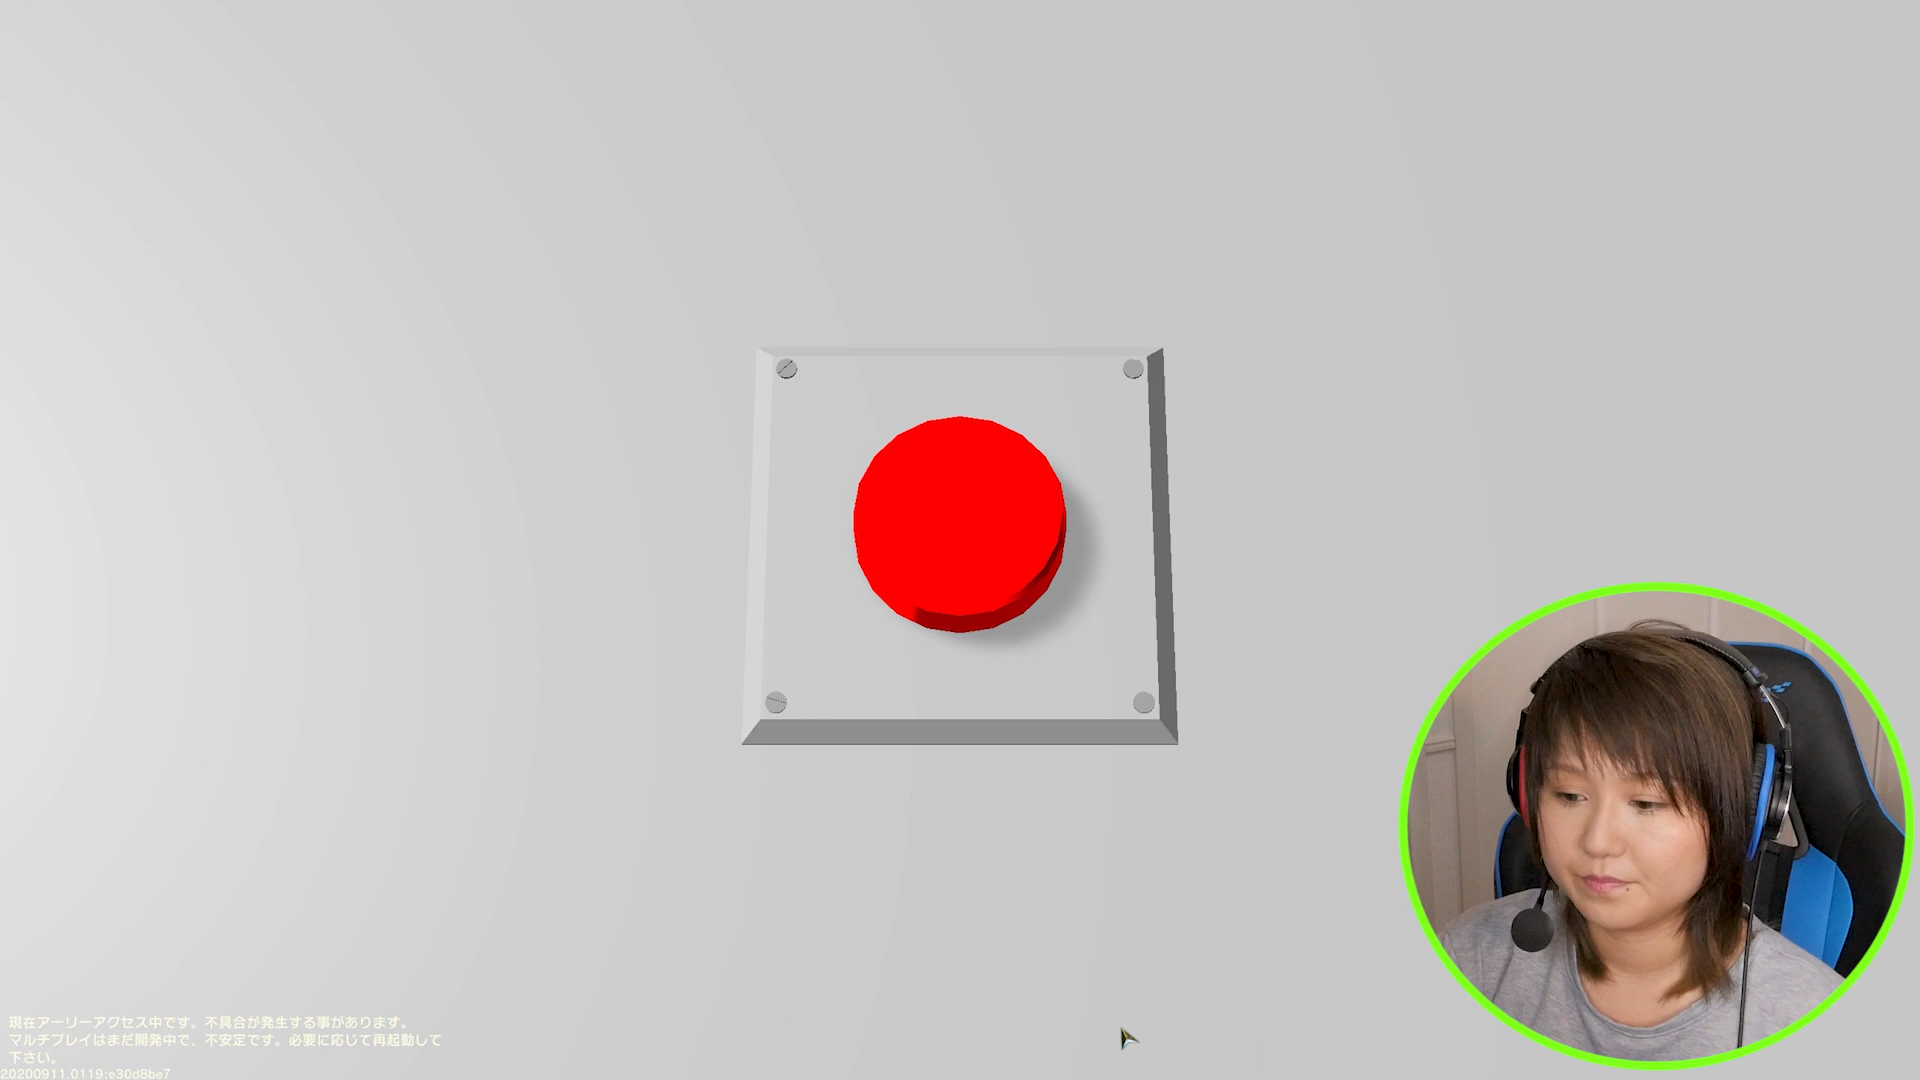 現在アーリーアクセス中です。不具合が発生する事があります。
マルチプレイはまだ開発中で、不安定です。必要に応じて再起動して
下さい。
20200911.0119:e30d8be7